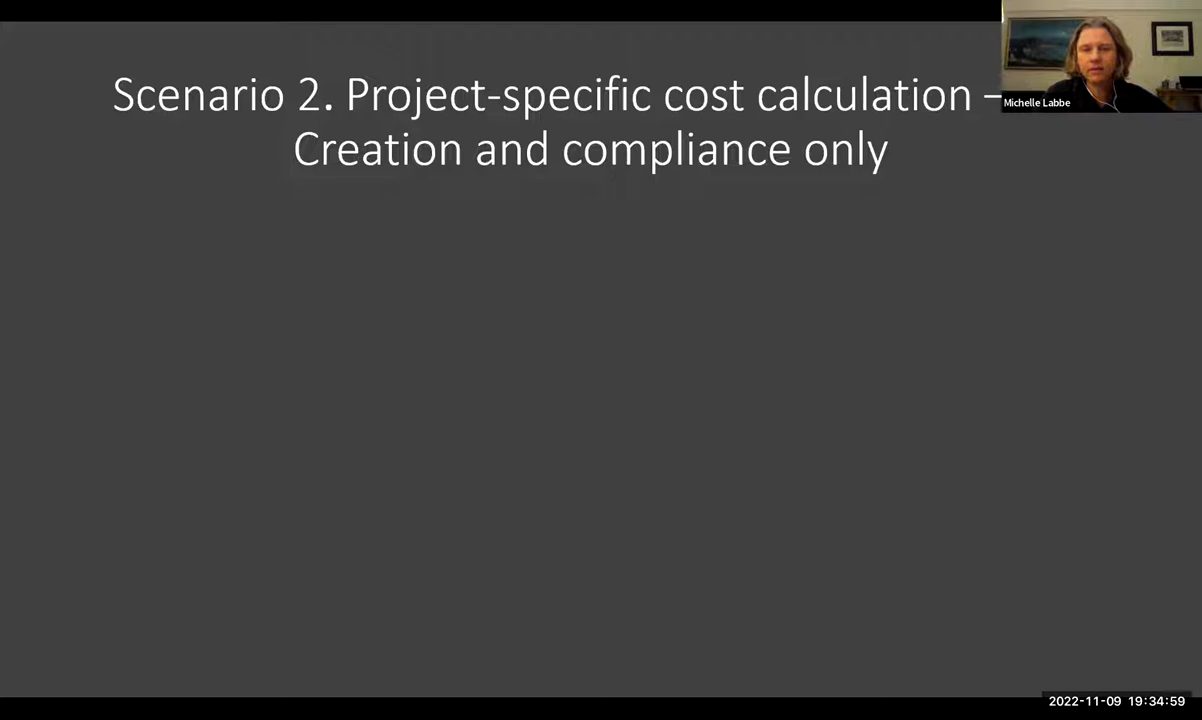 Scenario 2. Project-specific cost calculation –
Creation and compliance only
Michelle Labbe
2022-11-09 19:34:59